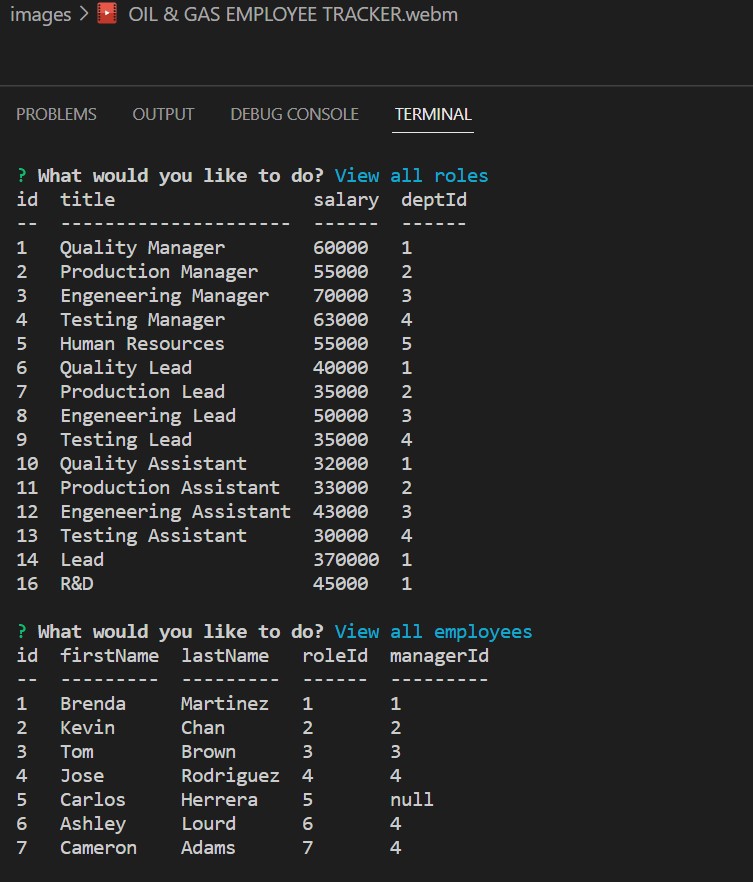 images > OIL & GAS EMPLOYEE TRACKER.webm
PROBLEMS OUTPUT DEBUG CONSOLE TERMINAL
? What would you like to do? View all roles
id  title                  salary  deptId
--  ---------------------  ------  ------
1   Quality Manager        60000   1
2   Production Manager     55000   2
3   Engeneering Manager    70000   3
4   Testing Manager        63000   4
5   Human Resources        55000   5
6   Quality Lead           40000   1
7   Production Lead        35000   2
8   Engeneering Lead       50000   3
9   Testing Lead           35000   4
10  Quality Assistant      32000   1
11  Production Assistant   33000   2
12  Engeneering Assistant  43000   3
13  Testing Assistant      30000   4
14  Lead                   370000  1
16  R&D                    45000   1
? What would you like to do? View all employees
id  firstName  lastName   roleId  managerId
--  ---------  ---------  ------  ---------
1   Brenda     Martinez   1       1
2   Kevin      Chan       2       2
3   Tom        Brown      3       3
4   Jose       Rodriguez  4       4
5   Carlos     Herrera    5       null
6   Ashley     Lourd      6       4
7   Cameron    Adams      7       4